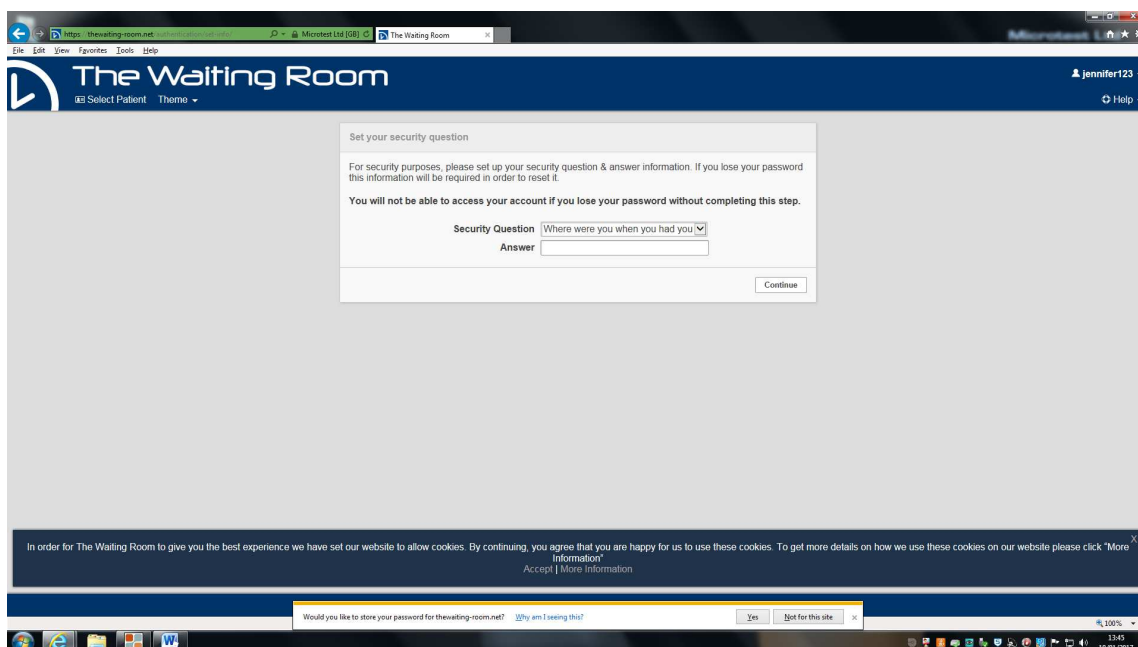 https thewaiting-room.net/authentication/set-info/
Microtest Ltd [GB]
The Waiting Room
File Edit View Favorites Tools Help
The Waiting Room
jennifer123
Select Patient Theme
Help
Set your security question
For security purposes, please set up your security question & answer information. If you lose your password
this information will be required in order to reset it.
You will not be able to access your account if you lose your password without completing this step.
Security Question Where were you when you had you
Answer
Continue
In order for The Waiting Room to give you the best experience we have set our website to allow cookies. By continuing, you agree that you are happy for us to use these cookies. To get more details on how we use these cookies on our website please click "More
Information"
Accept | More Information
X
Would you like to store your password for thewaiting-room.net? Why am I seeing this? Yes Not for this site
100%
13:45